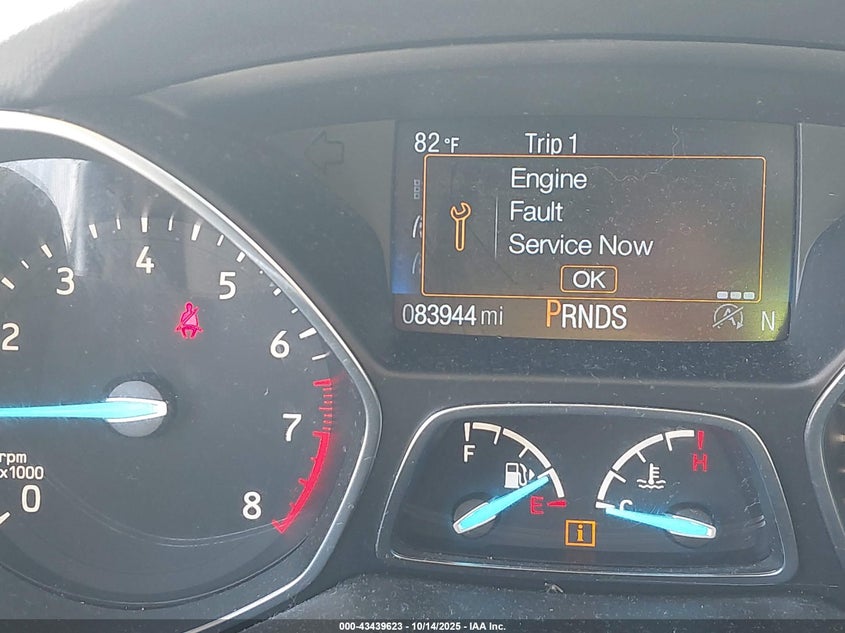 82°F Trip 1
Engine
Fault
Service Now
OK
083944 mi PRNDS N
2
3
4
5
6
7
8
rpm
x1000
0
F
E
H
C
i
000-43439623 - 10/14/2025 - IAA Inc.